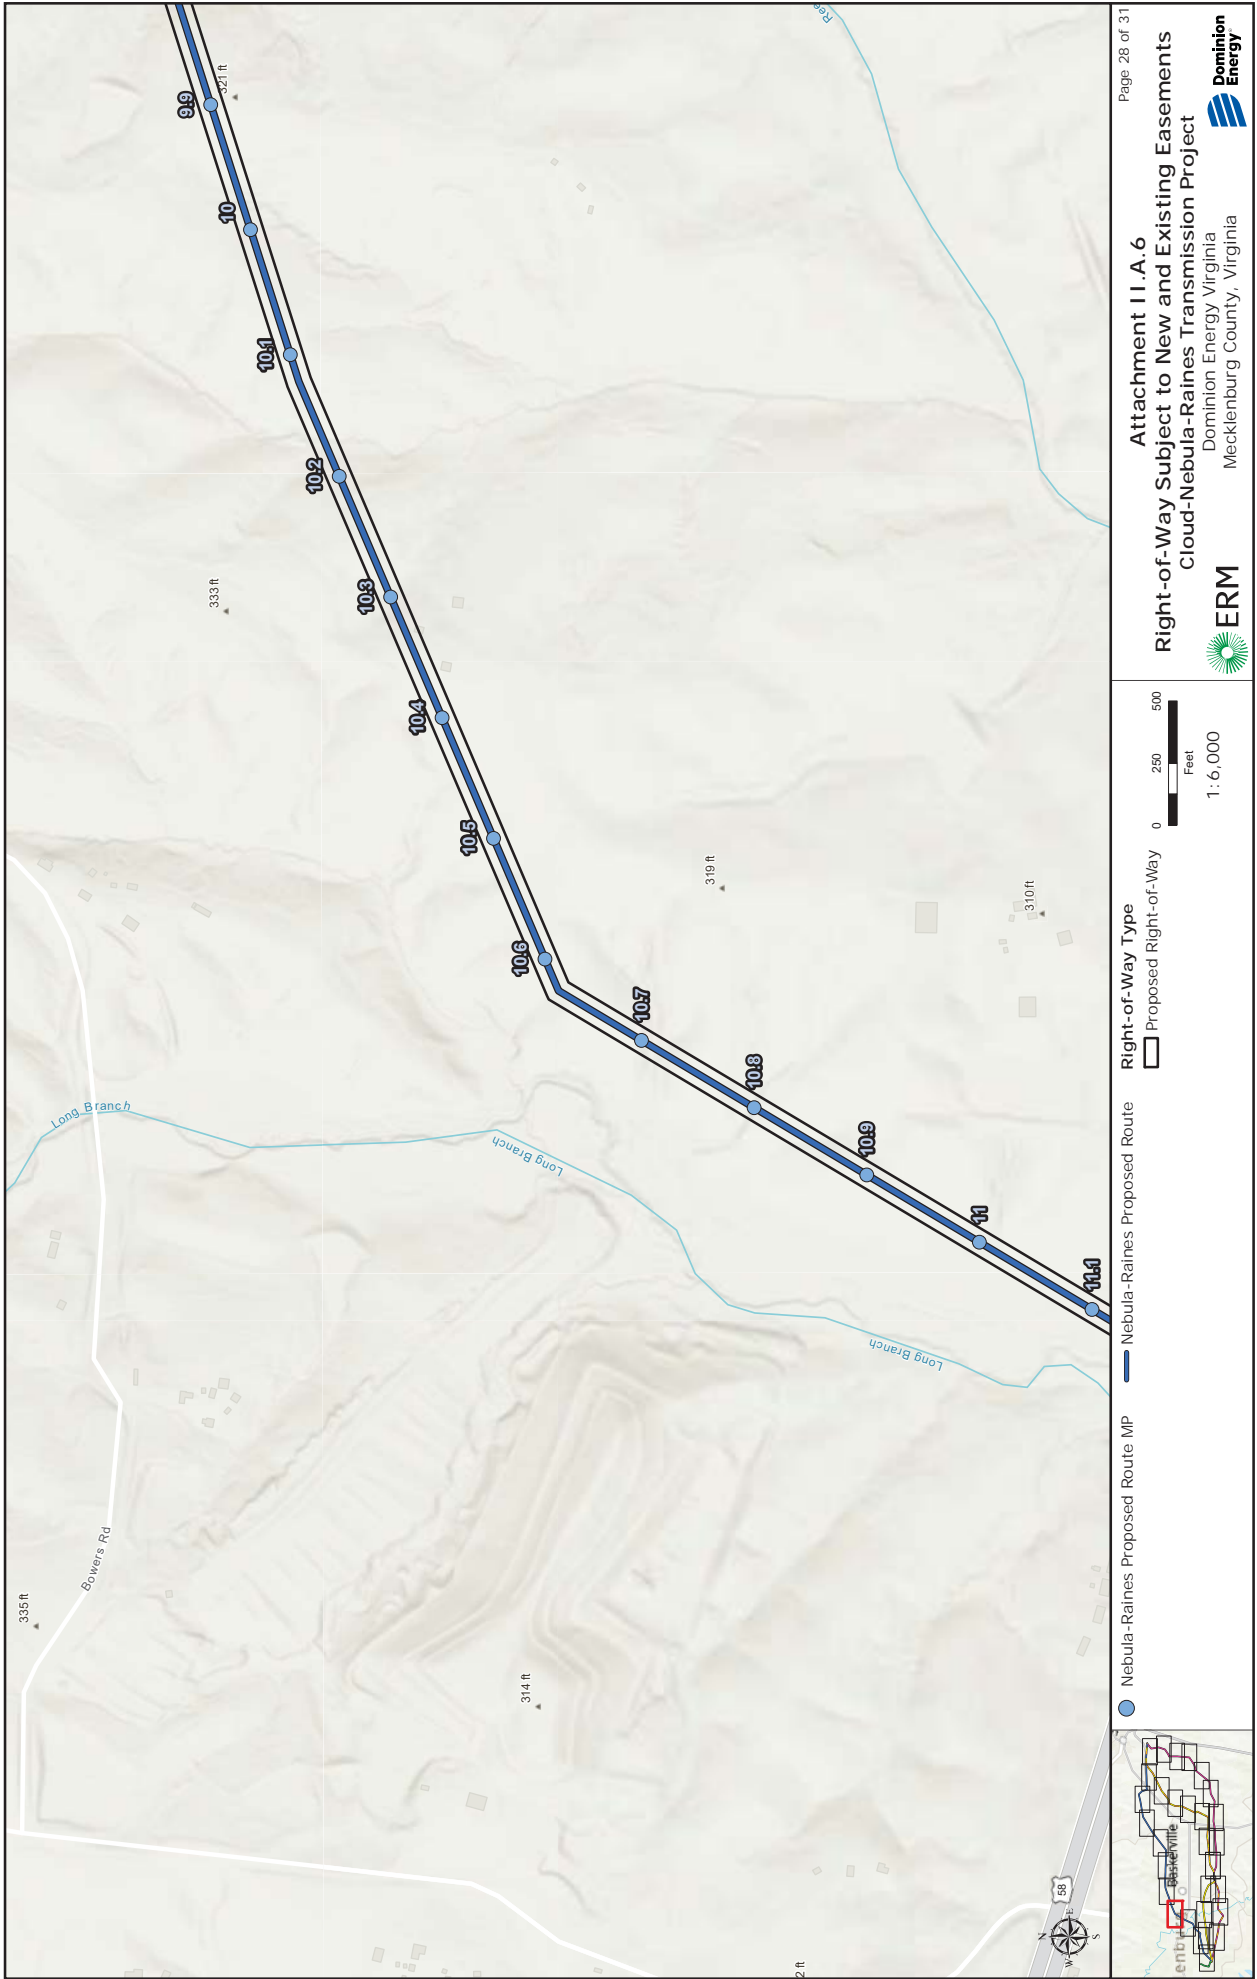 Ree
321 ft
9.9
10
10.1
10.2
333 ft
10.3
10.4
10.5
10.6
10.7
10.8
10.9
11
11.1
319 ft
310 ft
Long Branch
Long Branch
Long Branch
Bowers Rd
335 ft
314 ft
2 ft
58
N
E
S
W
enbu
Baskerville
Nebula-Raines Proposed Route MP
Nebula-Raines Proposed Route
Right-of-Way Type
Proposed Right-of-Way
0 250 500
Feet
1:6,000
Page 28 of 31
Attachment II.A.6
Right-of-Way Subject to New and Existing Easements
Cloud-Nebula-Raines Transmission Project
Dominion Energy Virginia
Mecklenburg County, Virginia
ERM
Dominion
Energy